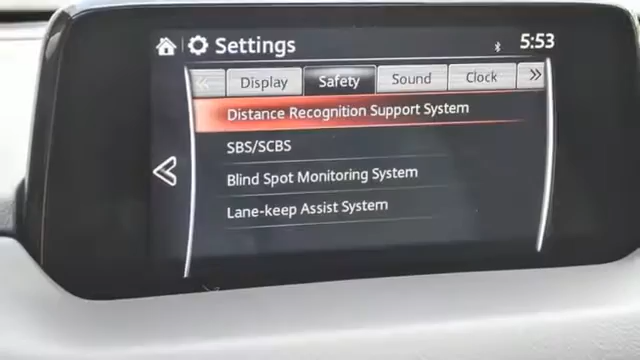 Settings
5:53
Display
Safety
Sound
Clock
Distance Recognition Support System
SBS/SCBS
Blind Spot Monitoring System
Lane-keep Assist System